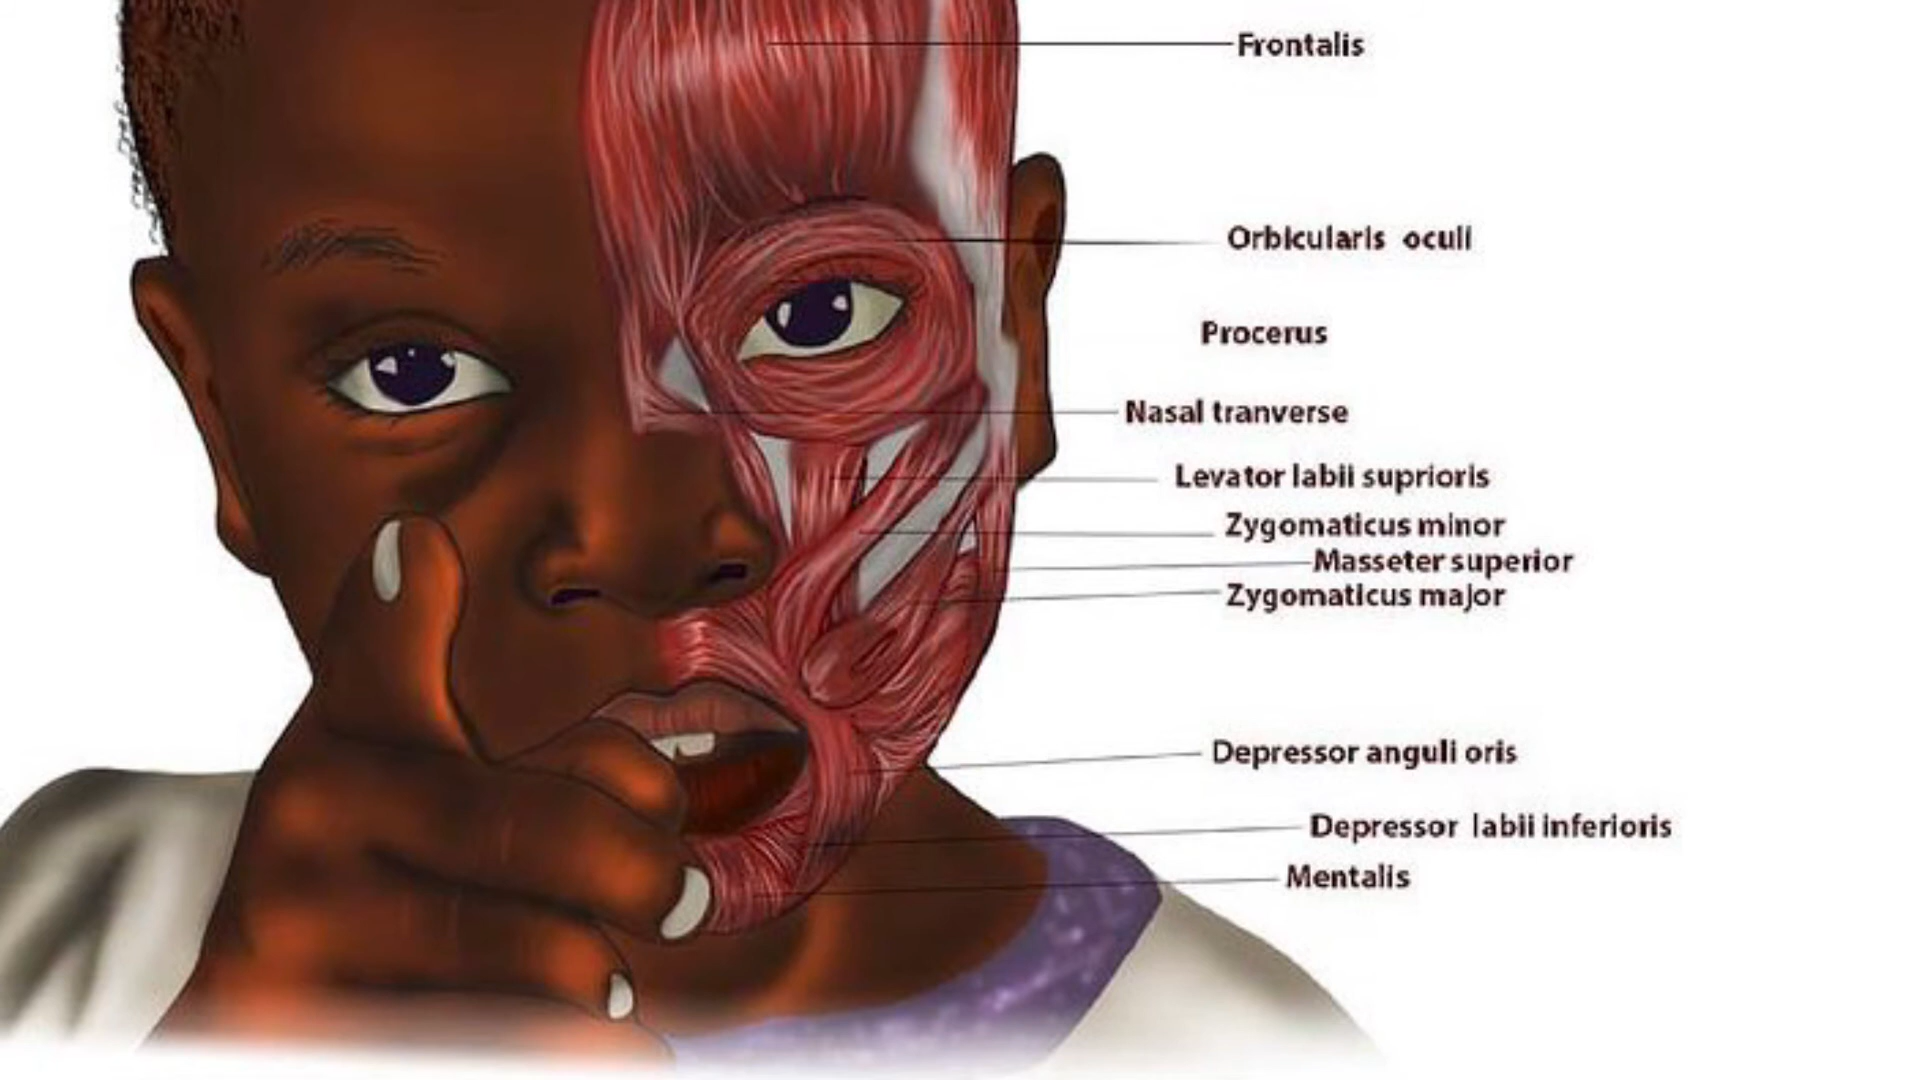 Frontalis
Orbicularis oculi
Procerus
Nasal tranverse
Levator labii suprioris
Zygomaticus minor
Masseter superior
Zygomaticus major
Depressor anguli oris
Depressor labii inferioris
Mentalis